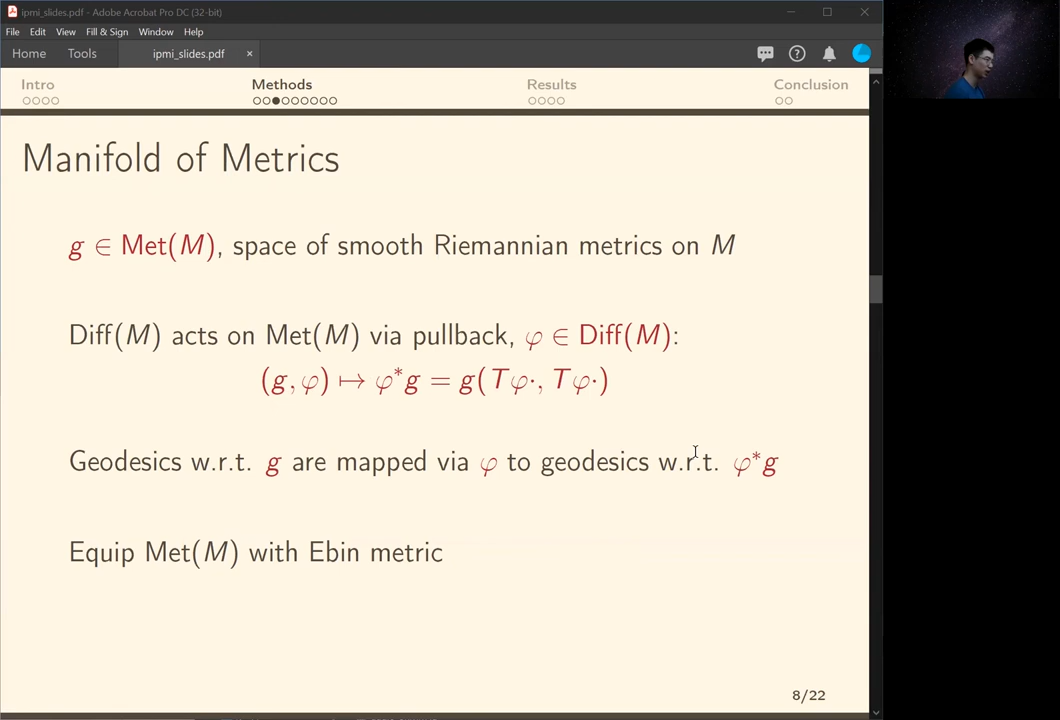 ipmi_slides.pdf - Adobe Acrobat Pro DC (32-bit)
File Edit View Fill & Sign Window Help
Home Tools ipmi_slides.pdf ×
Intro Methods Results Conclusion
Manifold of Metrics
g ∈ Met(M), space of smooth Riemannian metrics on M
Diff(M) acts on Met(M) via pullback, φ ∈ Diff(M):
(g, φ) ↦ φ*g = g(Tφ·, Tφ·)
Geodesics w.r.t. g are mapped via φ to geodesics w.r.t. φ*g
Equip Met(M) with Ebin metric
8/22